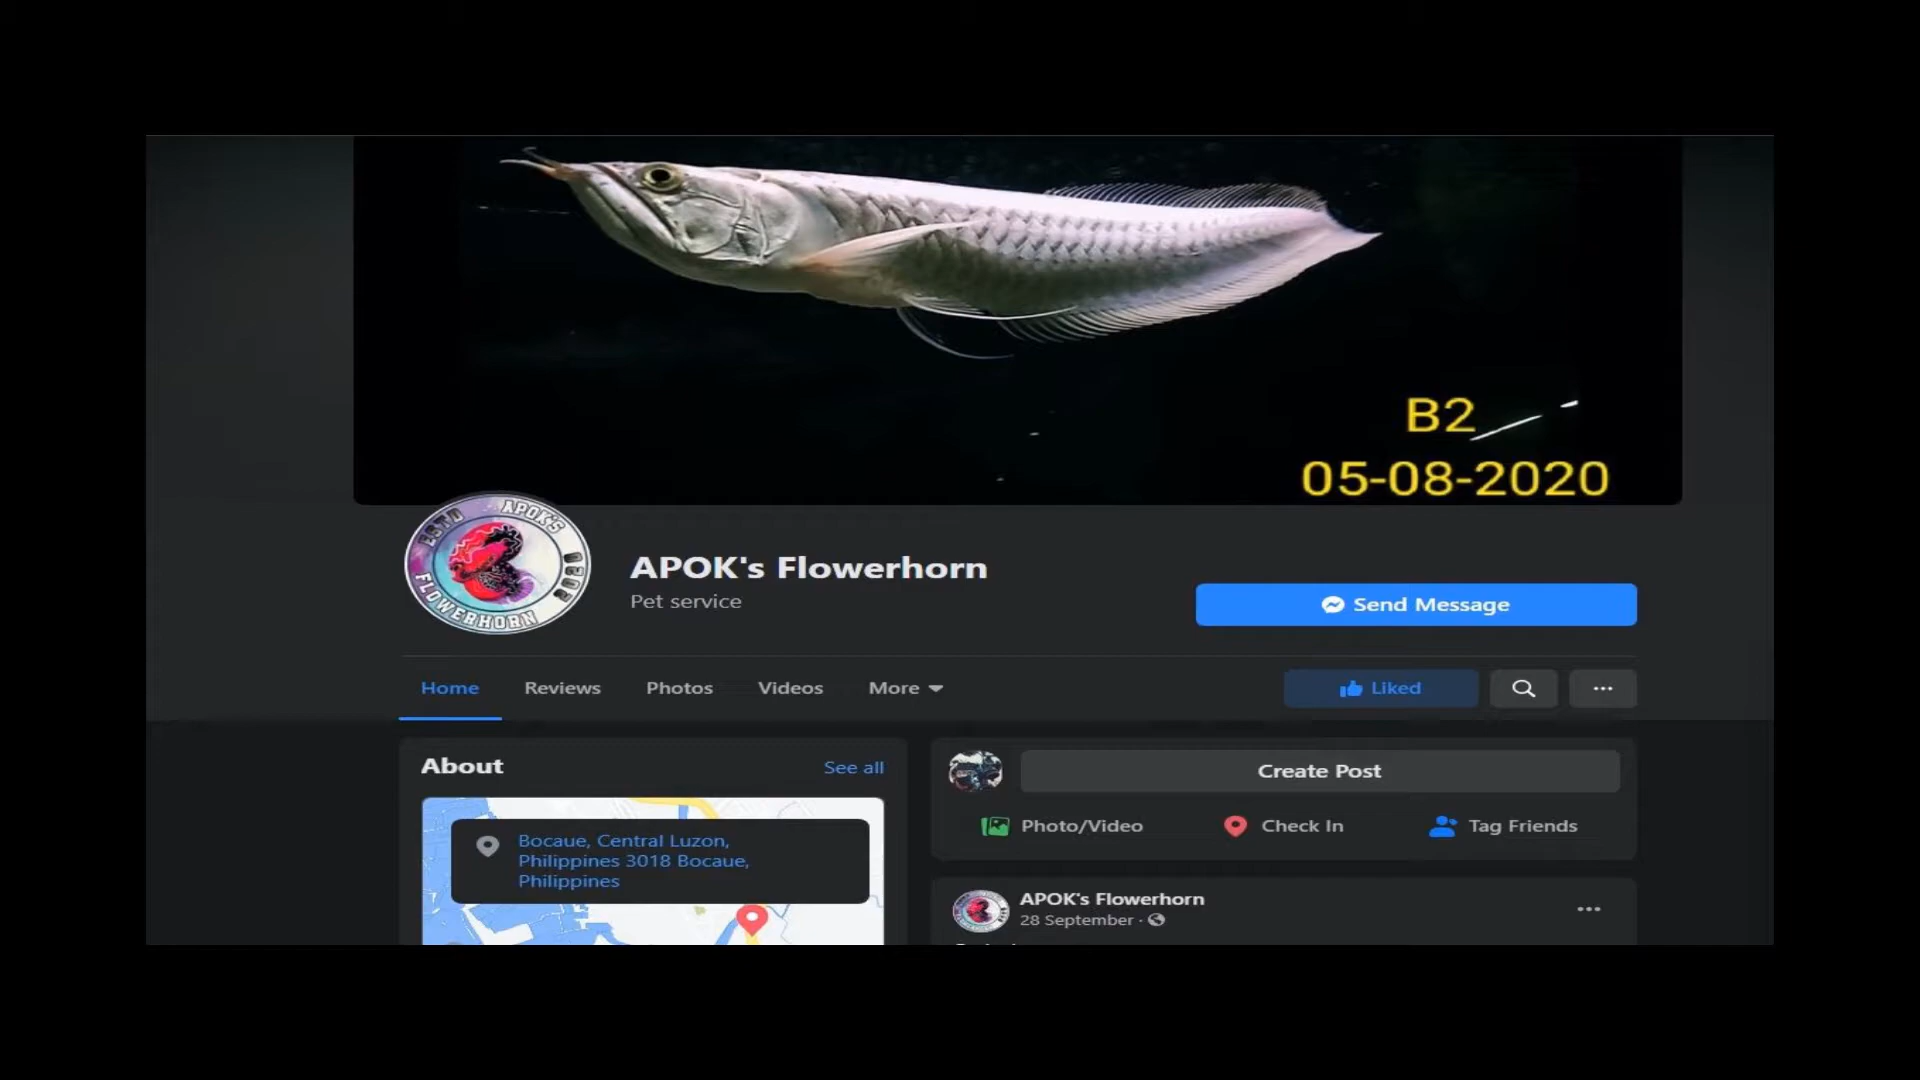 B2
05-08-2020
ESTD APOK'S 2020
FLOWERHORN
APOK's Flowerhorn
Pet service
Send Message
Home Reviews Photos Videos More
Liked
About
See all
Bocaue, Central Luzon,
Philippines 3018 Bocaue,
Philippines
Create Post
Photo/Video Check In Tag Friends
APOK's Flowerhorn
28 September ·